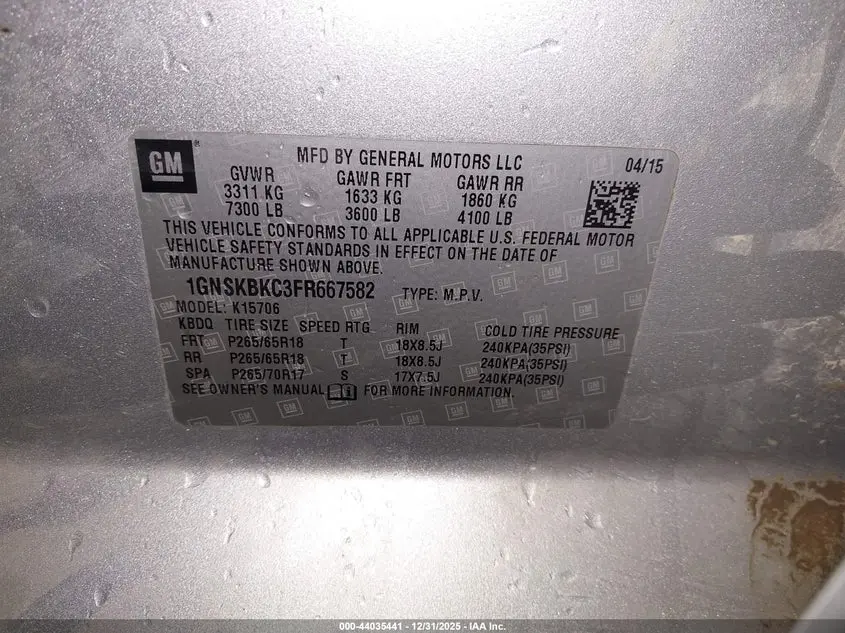 GM
MFD BY GENERAL MOTORS LLC
04/15
GVWR GAWR FRT GAWR RR
3311 KG 1633 KG 1860 KG
7300 LB 3600 LB 4100 LB
THIS VEHICLE CONFORMS TO ALL APPLICABLE U.S. FEDERAL MOTOR
VEHICLE SAFETY STANDARDS IN EFFECT ON THE DATE OF
MANUFACTURE SHOWN ABOVE.
1GNSKBKC3FR667582 TYPE: M.P.V.
MODEL: K15706
KBDQ TIRE SIZE SPEED RTG RIM COLD TIRE PRESSURE
FRT P265/65R18 T 18X8.5J 240KPA(35PSI)
RR P265/65R18 T 18X8.5J 240KPA(35PSI)
SPA P265/70R17 S 17X7.5J 240KPA(35PSI)
SEE OWNER'S MANUAL FOR MORE INFORMATION.
000-44035441 - 12/31/2025 - IAA Inc.